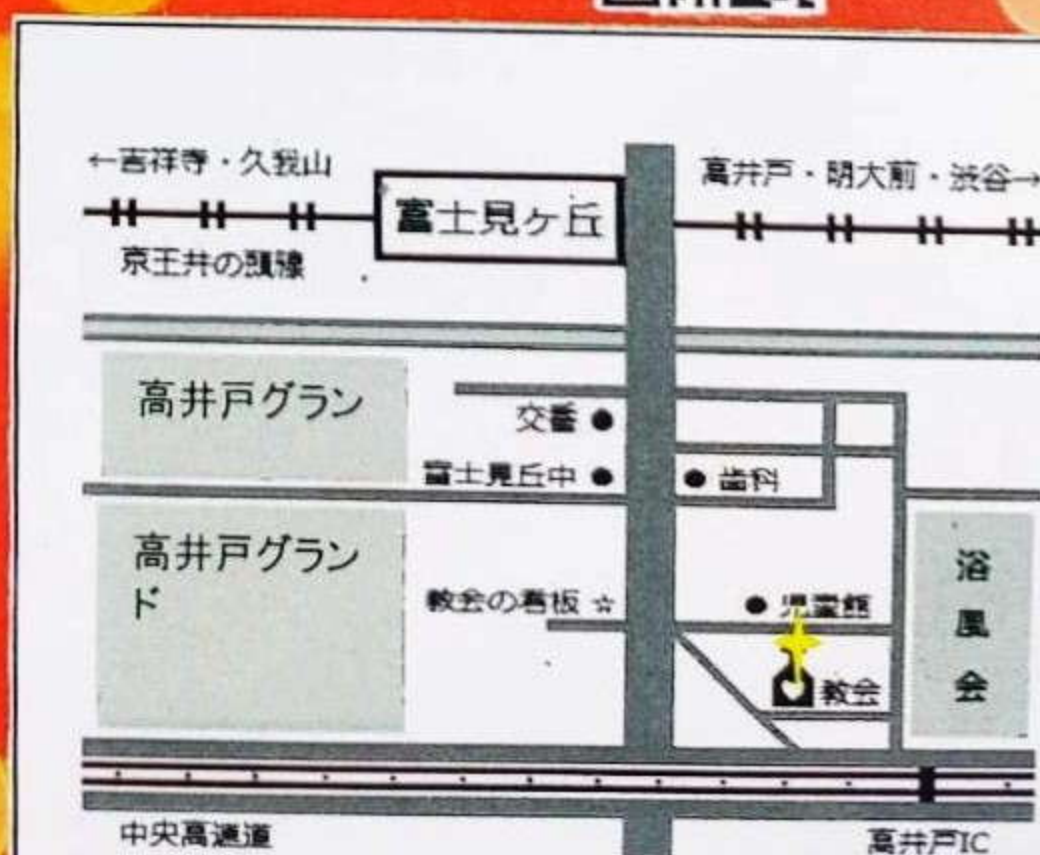 ←吉祥寺・久我山
高井戸・明大前・渋谷→
富士見ヶ丘
京王井の頭線
高井戸グラン
交番
富士見丘中
高井戸グラン
ド
教会の看板 ☆
児童館
浴
風
会
教会
中央高速道
高井戸IC